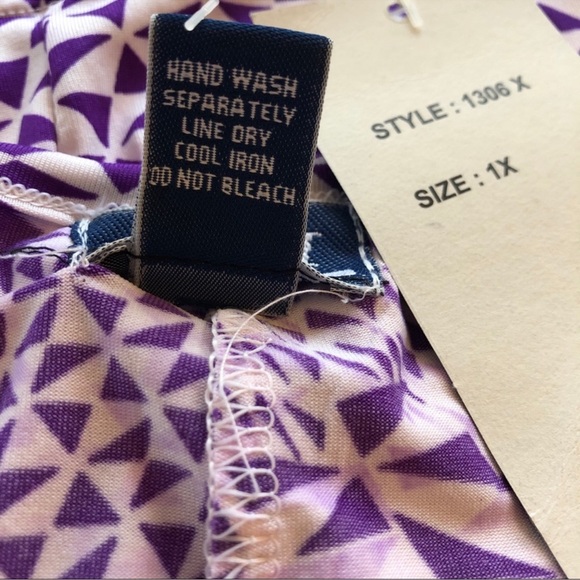 HAND WASH
SEPARATELY
LINE DRY
COOL IRON
DO NOT BLEACH
STYLE : 1306 X
SIZE : 1X